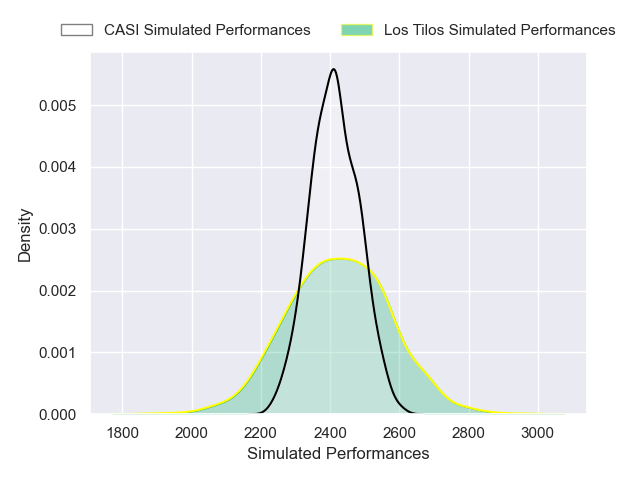 CASI Simulated Performances
Los Tilos Simulated Performances
0.005
0.004
0.003
0.002
0.001
0.000
Density
1800 2000 2200 2400 2600 2800 3000
Simulated Performances